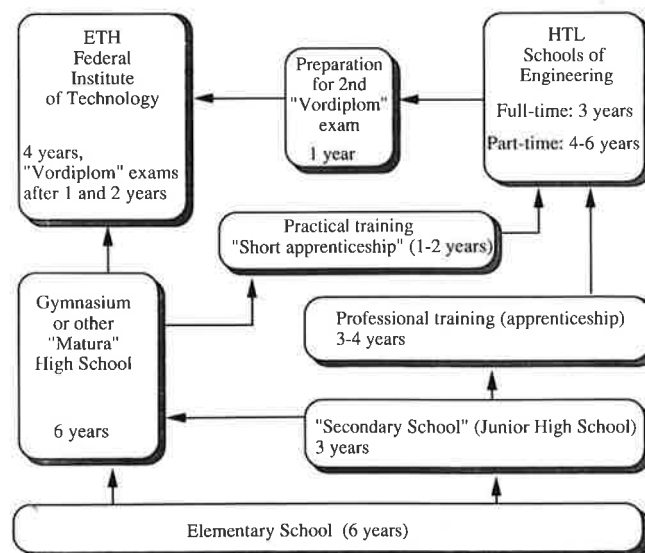 ETH
Federal
Institute
of Technology
4 years,
"Vordiplom" exams
after 1 and 2 years
Preparation
for 2nd
"Vordiplom"
exam
1 year
HTL
Schools of
Engineering
Full-time: 3 years
Part-time: 4-6 years
Practical training
"Short apprenticeship" (1-2 years)
Gymnasium
or other
"Matura"
High School
6 years
Professional training (apprenticeship)
3-4 years
"Secondary School" (Junior High School)
3 years
Elementary School (6 years)